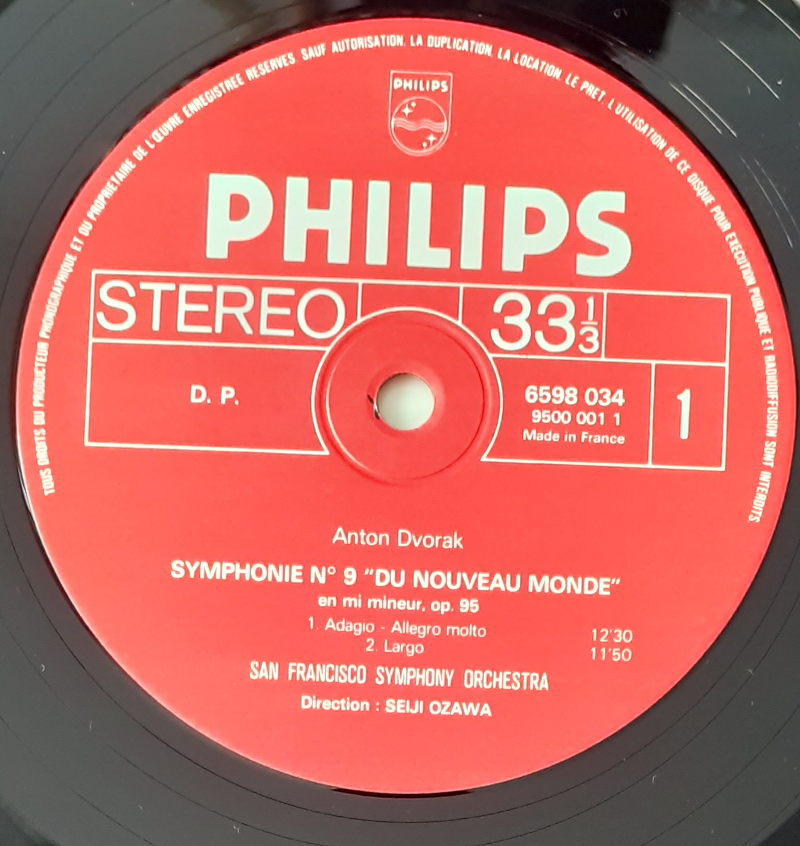 TOUS DROITS DU PRODUCTEUR PHONOGRAPHIQUE ET DU PROPRIETAIRE DE L'ŒUVRE ENREGISTREE RESERVES. SAUF AUTORISATION, LA DUPLICATION, LA LOCATION, LE PRET, L'UTILISATION DE CE DISQUE POUR EXECUTION PUBLIQUE ET RADIODIFFUSION SONT INTERDITS.
PHILIPS
PHILIPS
STEREO 33 1/3
D. P. 6598 034 1
9500 001 1
Made in France
Anton Dvorak
SYMPHONIE N° 9 "DU NOUVEAU MONDE"
en mi mineur, op. 95
1. Adagio - Allegro molto 12'30
2. Largo 11'50
SAN FRANCISCO SYMPHONY ORCHESTRA
Direction : SEIJI OZAWA